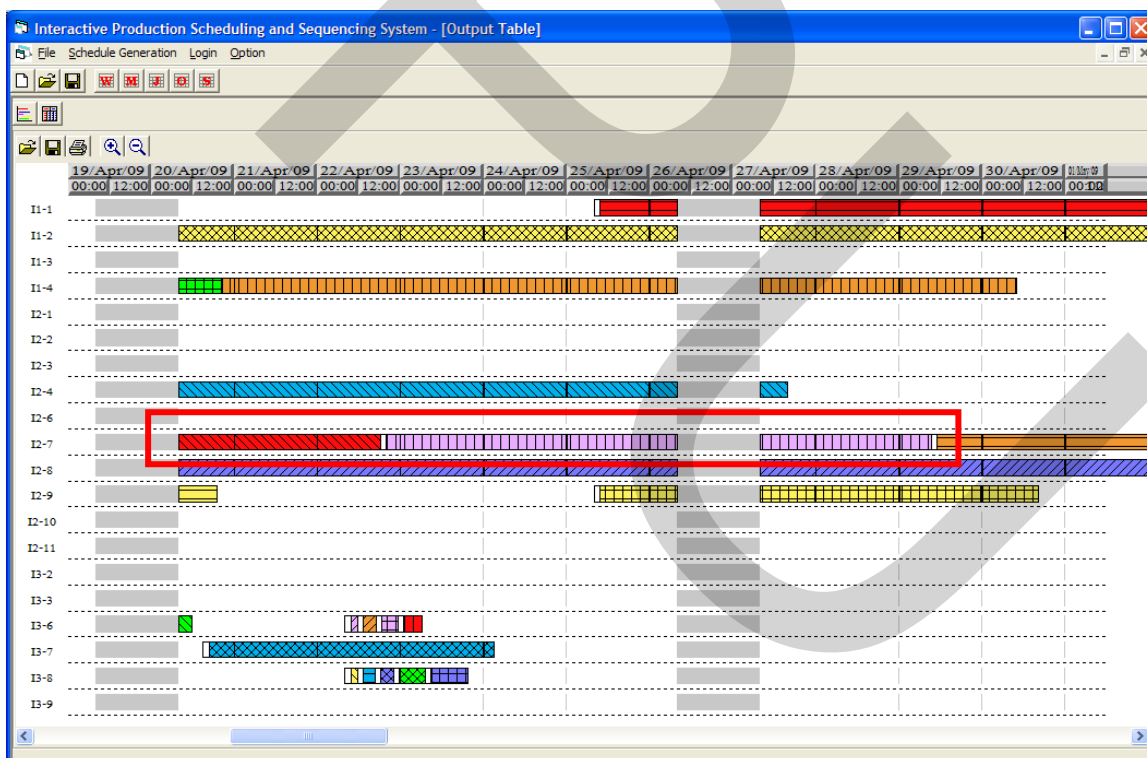 Interactive Production Scheduling and Sequencing System - [Output Table]
File Schedule Generation Login Option
W M J O S
19/Apr/09 20/Apr/09 21/Apr/09 22/Apr/09 23/Apr/09 24/Apr/09 25/Apr/09 26/Apr/09 27/Apr/09 28/Apr/09 29/Apr/09 30/Apr/09
00:00 12:00 00:00 12:00 00:00 12:00 00:00 12:00 00:00 12:00 00:00 12:00 00:00 12:00 00:00 12:00 00:00 12:00 00:00 12:00 00:00 12:00 00:00 12:00
I1-1
I1-2
I1-3
I1-4
I2-1
I2-2
I2-3
I2-4
I2-6
I2-7
I2-8
I2-9
I2-10
I2-11
I3-2
I3-3
I3-6
I3-7
I3-8
I3-9